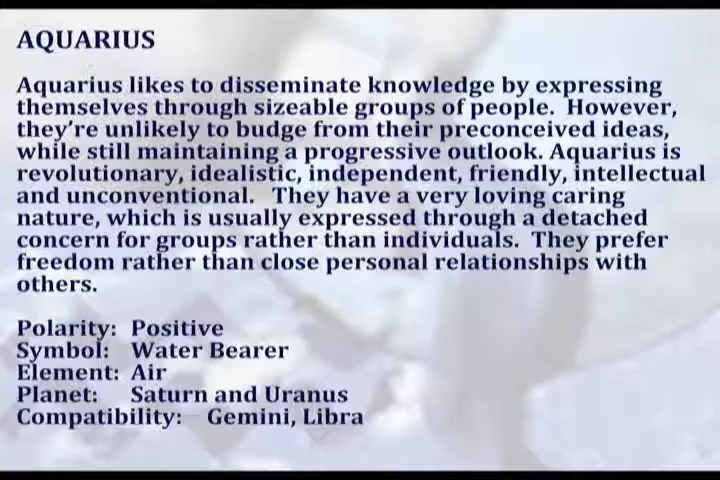 AQUARIUS
Aquarius likes to disseminate knowledge by expressing
themselves through sizeable groups of people.  However,
they're unlikely to budge from their preconceived ideas,
while still maintaining a progressive outlook. Aquarius is
revolutionary, idealistic, independent, friendly, intellectual
and unconventional.   They have a very loving caring
nature, which is usually expressed through a detached
concern for groups rather than individuals.  They prefer
freedom rather than close personal relationships with
others.
Polarity:  Positive
Symbol:   Water Bearer
Element: Air
Planet:     Saturn and Uranus
Compatibility:   Gemini, Libra